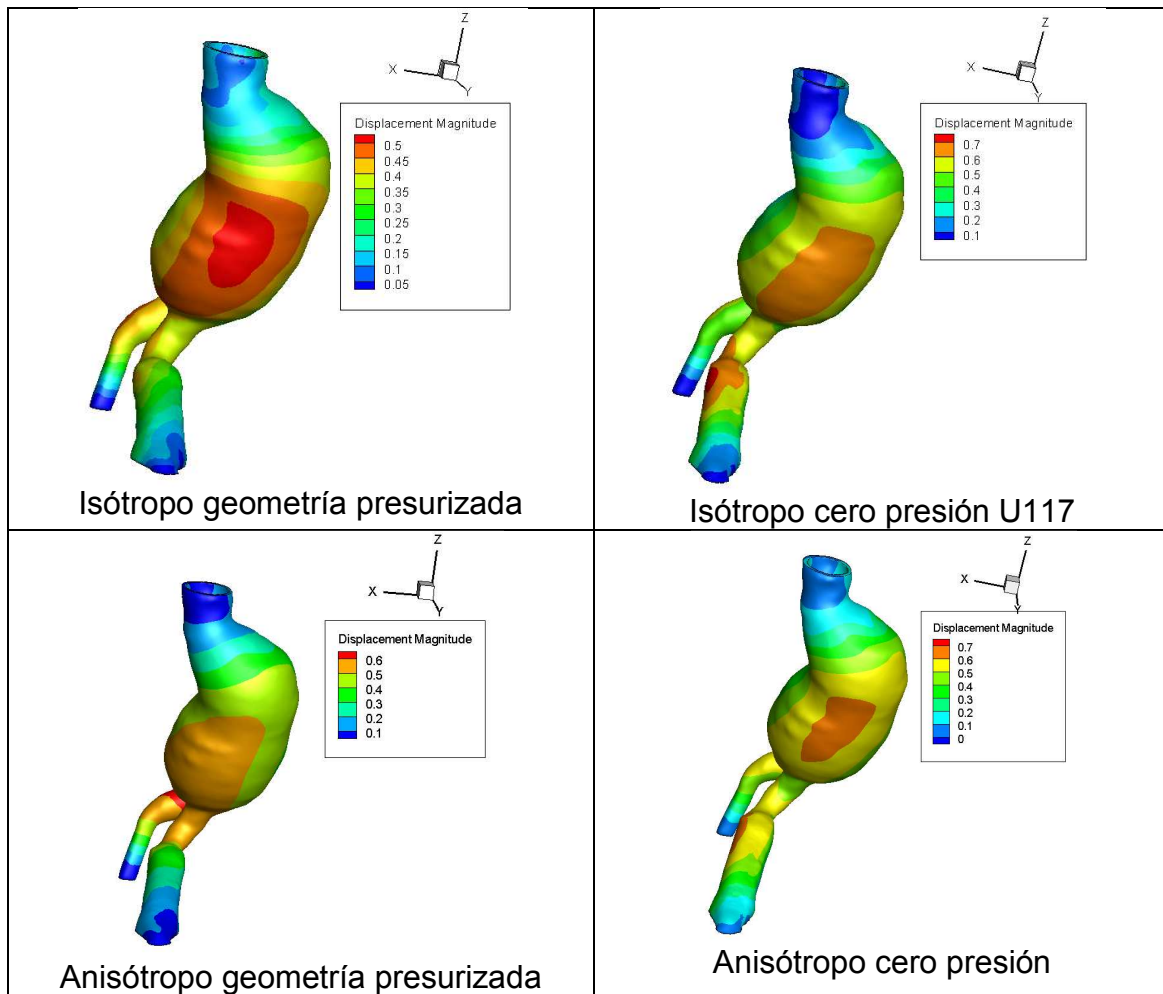 Z
X
Y
Displacement Magnitude
0.5
0.45
0.4
0.35
0.3
0.25
0.2
0.15
0.1
0.05
Isótropo geometría presurizada
Z
X
Y
Displacement Magnitude
0.7
0.6
0.5
0.4
0.3
0.2
0.1
Isótropo cero presión U117
Z
X
Y
Displacement Magnitude
0.6
0.5
0.4
0.3
0.2
0.1
Anisótropo geometría presurizada
Z
X
Y
Displacement Magnitude
0.7
0.6
0.5
0.4
0.3
0.2
0.1
0
Anisótropo cero presión